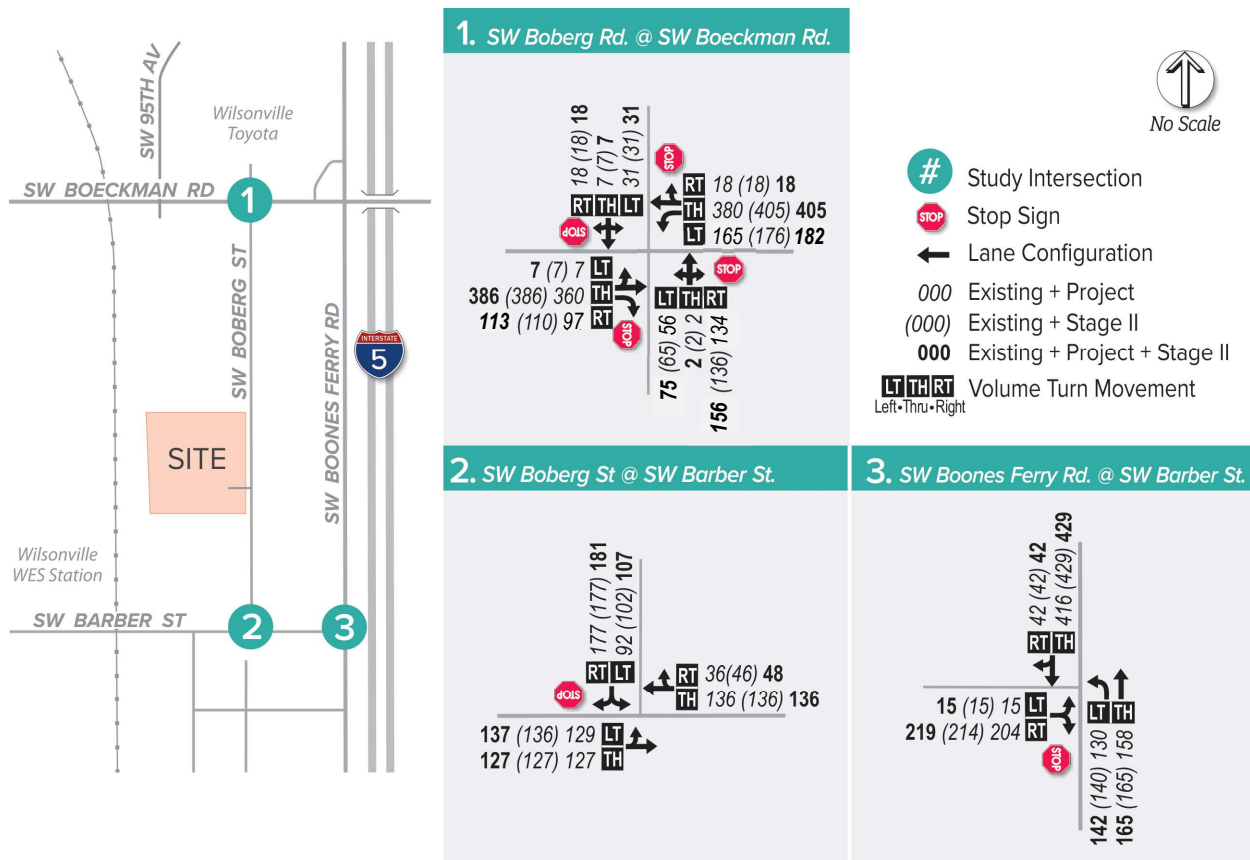 SW 95TH AV
Wilsonville
Toyota
SW BOECKMAN RD
1
SW BOBERG ST
SW BOONES FERRY RD
INTERSTATE
5
SITE
Wilsonville
WES Station
SW BARBER ST
2
3
1. SW Boberg Rd. @ SW Boeckman Rd.
18 (18) 18
7 (7) 7
31 (31) 31
RT TH LT
STOP
STOP
RT 18 (18) 18
TH 380 (405) 405
LT 165 (176) 182
7 (7) 7 LT
386 (386) 360 TH
113 (110) 97 RT
STOP
STOP
LT TH RT
75 (65) 56
2 (2) 2
156 (136) 134
No Scale
# Study Intersection
STOP Stop Sign
Lane Configuration
000 Existing + Project
(000) Existing + Stage II
000 Existing + Project + Stage II
LT TH RT Volume Turn Movement
Left•Thru•Right
2. SW Boberg St @ SW Barber St.
177 (177) 181
92 (102) 107
RT LT
STOP
RT 36(46) 48
TH 136 (136) 136
137 (136) 129 LT
127 (127) 127 TH
3. SW Boones Ferry Rd. @ SW Barber St.
42 (42) 42
416 (429) 429
RT TH
15 (15) 15 LT
219 (214) 204 RT
STOP
LT TH
142 (140) 130
165 (165) 158